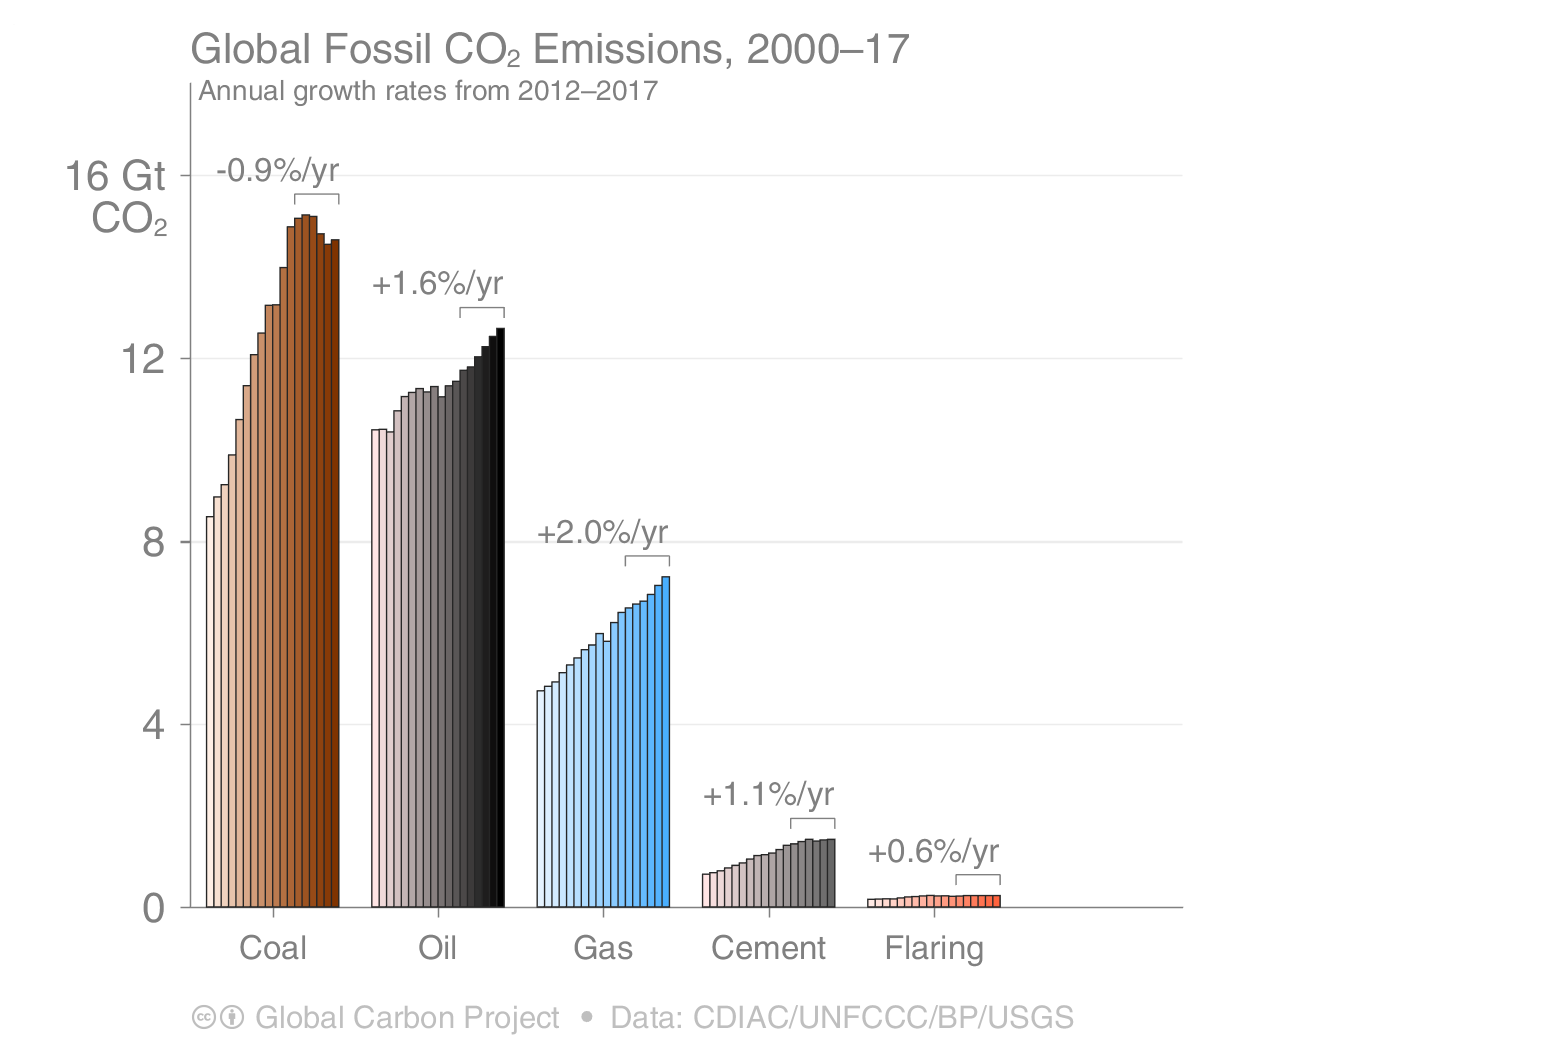 Global Fossil CO₂ Emissions, 2000–17
Annual growth rates from 2012–2017
16 Gt
CO₂
12
8
4
0
-0.9%/yr
+1.6%/yr
+2.0%/yr
+1.1%/yr
+0.6%/yr
Coal Oil Gas Cement Flaring
cc Global Carbon Project • Data: CDIAC/UNFCCC/BP/USGS